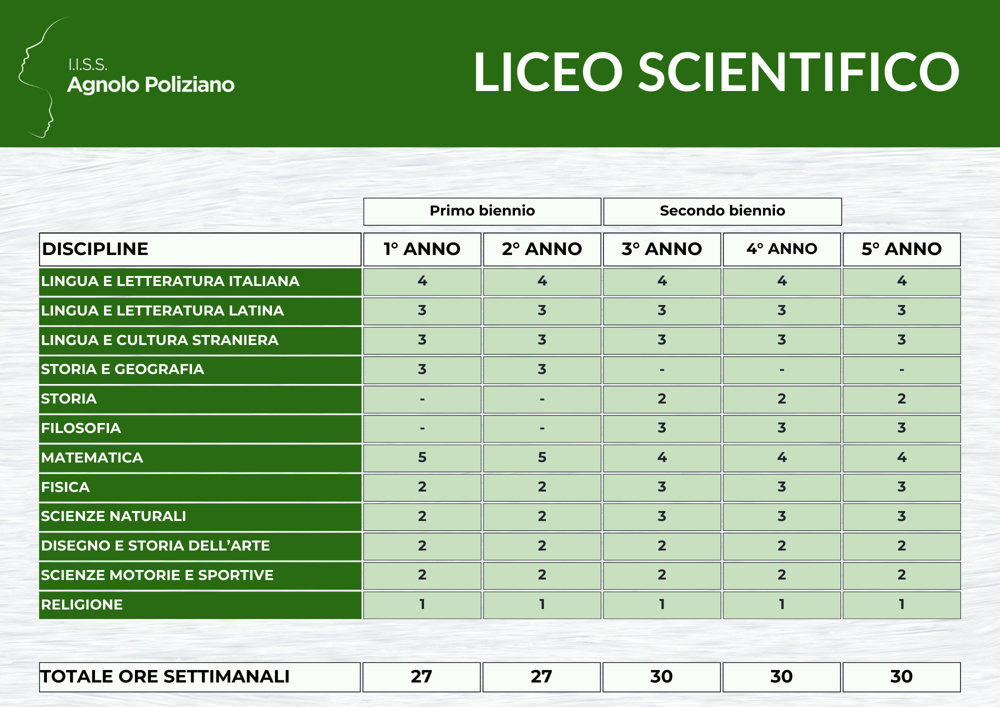 I.I.S.S.
Agnolo Poliziano
LICEO SCIENTIFICO
Primo biennio Secondo biennio
DISCIPLINE 1° ANNO 2° ANNO 3° ANNO 4° ANNO 5° ANNO
LINGUA E LETTERATURA ITALIANA 4 4 4 4 4
LINGUA E LETTERATURA LATINA 3 3 3 3 3
LINGUA E CULTURA STRANIERA 3 3 3 3 3
STORIA E GEOGRAFIA 3 3 - - -
STORIA - - 2 2 2
FILOSOFIA - - 3 3 3
MATEMATICA 5 5 4 4 4
FISICA 2 2 3 3 3
SCIENZE NATURALI 2 2 3 3 3
DISEGNO E STORIA DELL’ARTE 2 2 2 2 2
SCIENZE MOTORIE E SPORTIVE 2 2 2 2 2
RELIGIONE 1 1 1 1 1
TOTALE ORE SETTIMANALI 27 27 30 30 30